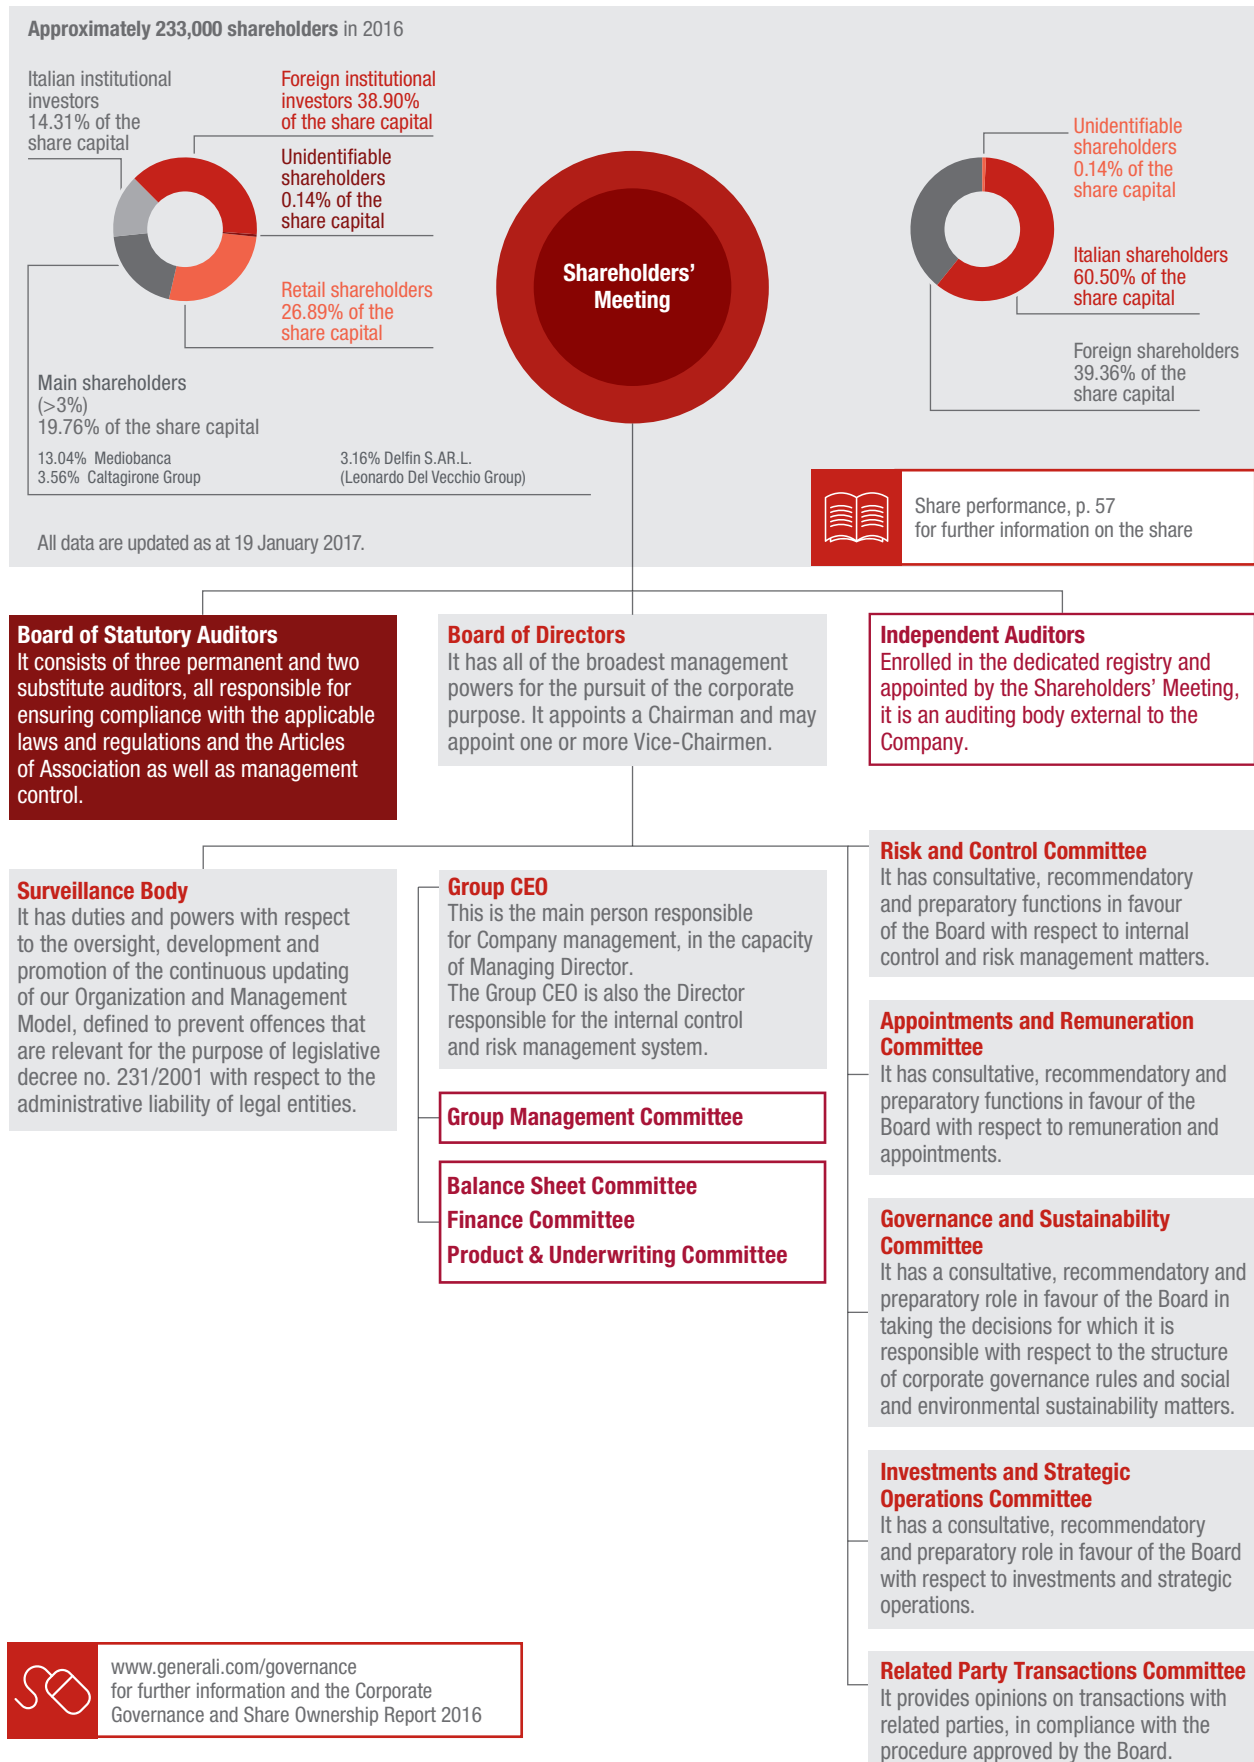 Approximately 233,000 shareholders in 2016
Italian institutional
investors
14.31% of the
share capital
Foreign institutional
investors 38.90%
of the share capital
Unidentifiable
shareholders
0.14% of the
share capital
Retail shareholders
26.89% of the
share capital
Main shareholders
(>3%)
19.76% of the share capital
13.04% Mediobanca
3.56% Caltagirone Group
3.16% Delfin S.AR.L.
(Leonardo Del Vecchio Group)
All data are updated as at 19 January 2017.
Shareholders'
Meeting
Unidentifiable
shareholders
0.14% of the
share capital
Italian shareholders
60.50% of the
share capital
Foreign shareholders
39.36% of the
share capital
Share performance, p. 57
for further information on the share
Board of Statutory Auditors
It consists of three permanent and two
substitute auditors, all responsible for
ensuring compliance with the applicable
laws and regulations and the Articles
of Association as well as management
control.
Board of Directors
It has all of the broadest management
powers for the pursuit of the corporate
purpose. It appoints a Chairman and may
appoint one or more Vice-Chairmen.
Independent Auditors
Enrolled in the dedicated registry and
appointed by the Shareholders' Meeting,
it is an auditing body external to the
Company.
Surveillance Body
It has duties and powers with respect
to the oversight, development and
promotion of the continuous updating
of our Organization and Management
Model, defined to prevent offences that
are relevant for the purpose of legislative
decree no. 231/2001 with respect to the
administrative liability of legal entities.
Group CEO
This is the main person responsible
for Company management, in the capacity
of Managing Director.
The Group CEO is also the Director
responsible for the internal control
and risk management system.
Group Management Committee
Balance Sheet Committee
Finance Committee
Product & Underwriting Committee
Risk and Control Committee
It has consultative, recommendatory
and preparatory functions in favour
of the Board with respect to internal
control and risk management matters.
Appointments and Remuneration
Committee
It has consultative, recommendatory and
preparatory functions in favour of the
Board with respect to remuneration and
appointments.
Governance and Sustainability
Committee
It has a consultative, recommendatory and
preparatory role in favour of the Board in
taking the decisions for which it is
responsible with respect to the structure
of corporate governance rules and social
and environmental sustainability matters.
Investments and Strategic
Operations Committee
It has a consultative, recommendatory
and preparatory role in favour of the Board
with respect to investments and strategic
operations.
Related Party Transactions Committee
It provides opinions on transactions with
related parties, in compliance with the
procedure approved by the Board.
www.generali.com/governance
for further information and the Corporate
Governance and Share Ownership Report 2016